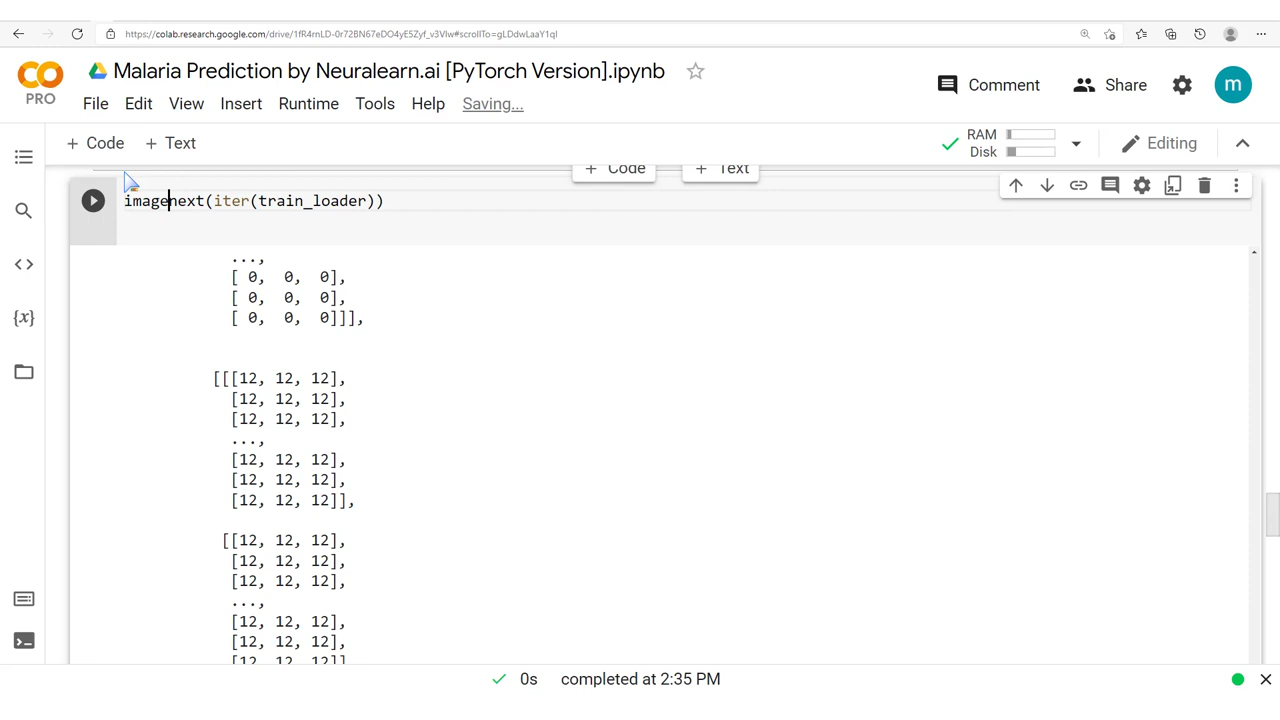 https://colab.research.google.com/drive/1fR4rnLD-0r72BN67eDO4yE5Zyf_v3VIw#scrollTo=gLDdwLaaY1ql
Malaria Prediction by Neuralearn.ai [PyTorch Version].ipynb
PRO
File Edit View Insert Runtime Tools Help Saving...
Comment Share m
+ Code + Text
RAM
Disk
Editing
+ Code + Text
imagenext(iter(train_loader))
...,
[ 0, 0, 0],
[ 0, 0, 0],
[ 0, 0, 0]]],
[[[12, 12, 12],
[12, 12, 12],
[12, 12, 12],
...,
[12, 12, 12],
[12, 12, 12],
[12, 12, 12]],
[[12, 12, 12],
[12, 12, 12],
[12, 12, 12],
...,
[12, 12, 12],
[12, 12, 12],
[12, 12, 12]]
{x}
0s completed at 2:35 PM